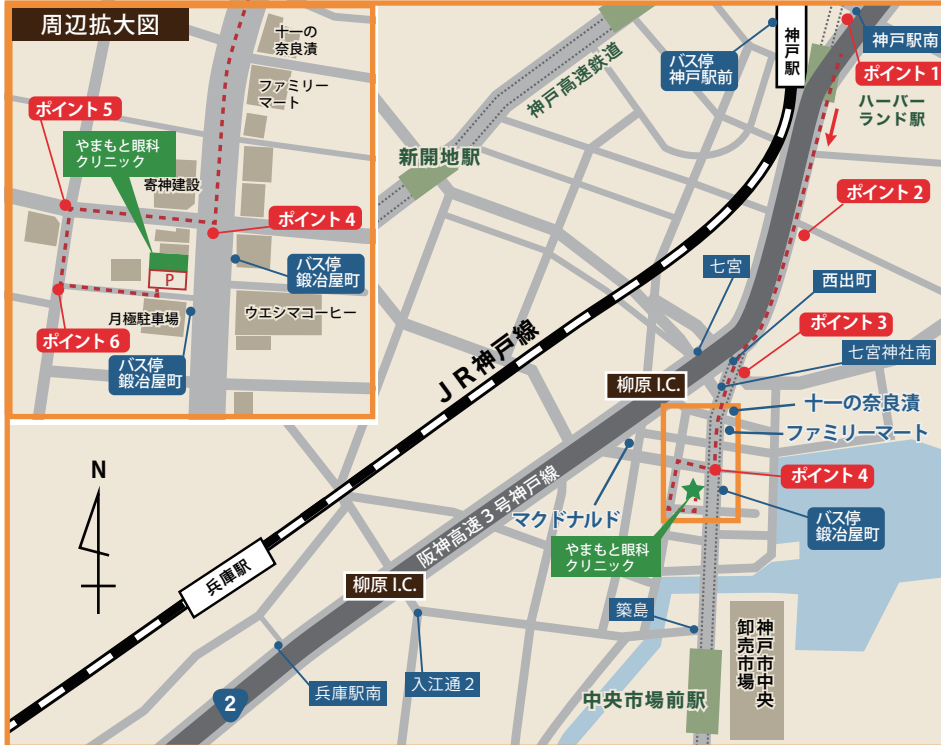 周辺拡大図
十一の
奈良漬
ファミリー
マート
ポイント5
やまもと眼科
クリニック
寄神建設
ポイント4
P
バス停
鍛冶屋町
月極駐車場
ウエシマコーヒー
ポイント6
バス停
鍛冶屋町
神戸駅
神戸駅南
バス停
神戸駅前
ポイント1
ハーバー
ランド駅
神戸高速鉄道
新開地駅
ポイント2
七宮
西出町
ポイント3
七宮神社南
JR神戸線
柳原 I.C.
十一の奈良漬
ファミリーマート
ポイント4
阪神高速3号神戸線
マクドナルド
バス停
鍛冶屋町
やまもと眼科
クリニック
N
兵庫駅
柳原 I.C.
築島
神戸市中央
卸売市場
入江通2
兵庫駅南
中央市場前駅
2